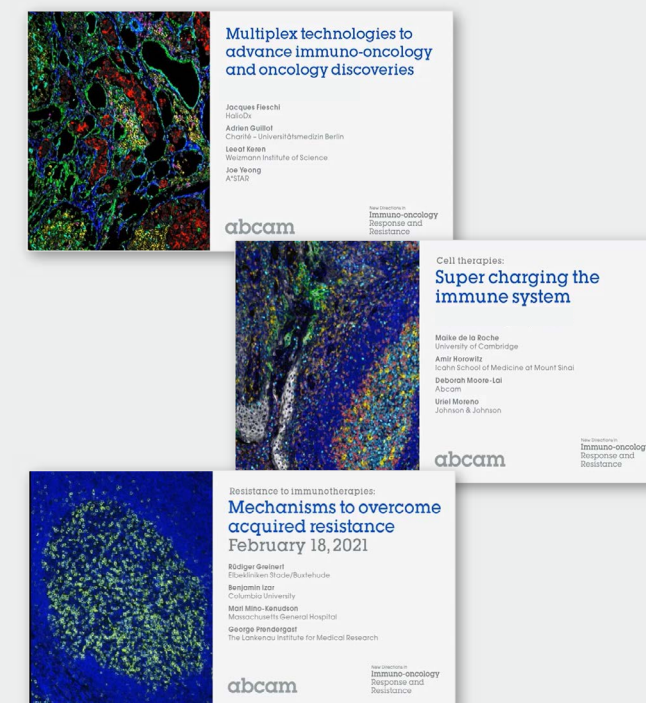 Multiplex technologies to
advance immuno-oncology
and oncology discoveries
Jacques Fieschi
HalioDx
Adrien Guillot
Charité – Universitätsmedizin Berlin
Leeat Keren
Weizmann Institute of Science
Joe Yeong
A*STAR
abcam
New Directions in
Immuno-oncology
Response and
Resistance
Cell therapies:
Super charging the
immune system
Maike de la Roche
University of Cambridge
Amir Horowitz
Icahn School of Medicine at Mount Sinai
Deborah Moore-Lai
Abcam
Uriel Moreno
Johnson & Johnson
abcam
New Directions in
Immuno-oncolog
Response and
Resistance
Resistance to immunotherapies:
Mechanisms to overcome
acquired resistance
February 18, 2021
Rüdiger Greinert
Elbekliniken Stade/Buxtehude
Benjamin Izar
Columbia University
Mari Mino-Kenudson
Massachusetts General Hospital
George Prendergast
The Lankenau Institute for Medical Research
abcam
New Directions in
Immuno-oncology
Response and
Resistance